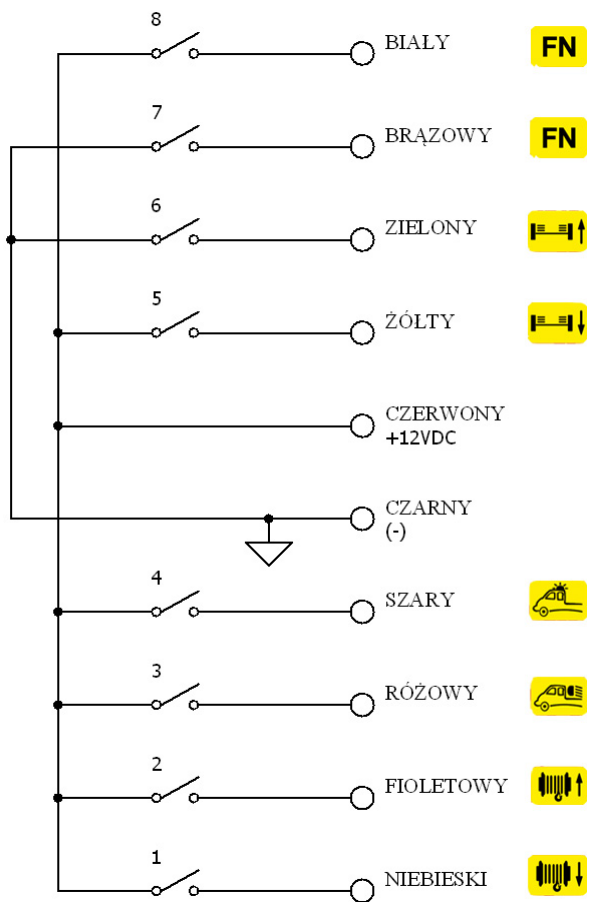 8
BIAŁY
FN
7
BRĄZOWY
FN
6
ZIELONY
5
ŻÓŁTY
CZERWONY
+12VDC
CZARNY
(-)
4
SZARY
3
RÓŻOWY
2
FIOLETOWY
1
NIEBIESKI